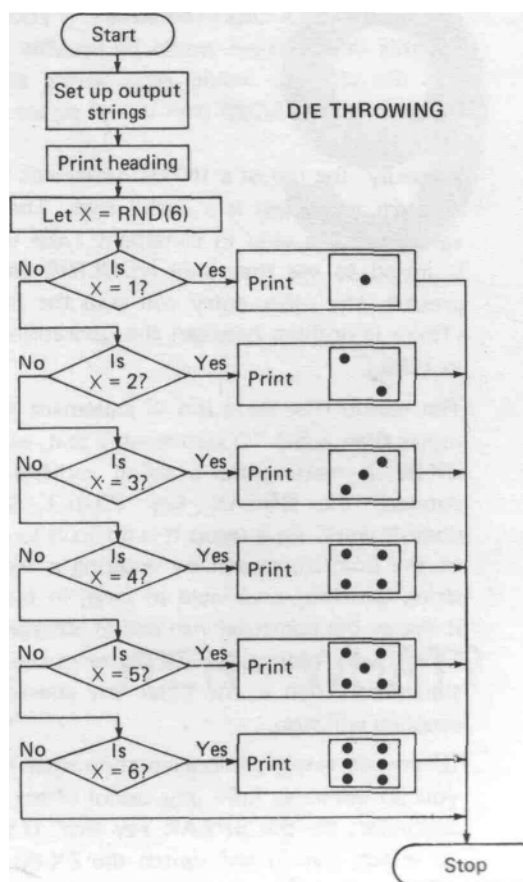 Start
Set up output
strings
DIE THROWING
Print heading
Let X = RND(6)
No
Is
X = 1?
Yes
Print
No
Is
X = 2?
Yes
Print
No
Is
X = 3?
Yes
Print
No
Is
X = 4?
Yes
Print
No
Is
X = 5?
Yes
Print
No
Is
X = 6?
Yes
Print
Stop